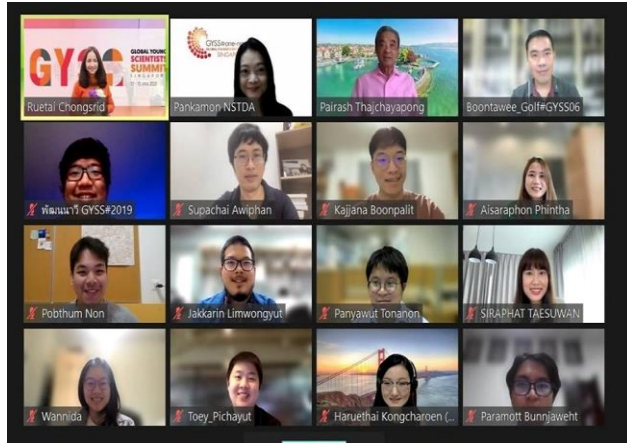 GYSS
GLOBAL YOUNG
SCIENTISTS
SUMMIT
SINGAPORE
Ruetai Chongsrid
Pankamon NSTDA
Pairash Thajchayapong
Boontawee_Golf#GYSS06
พัฒนนาวี GYSS#2019
Supachai Awiphan
Kajjana Boonpalit
Aisaraphon Phintha
Pobthum Non
Jakkarin Limwongyut
Panyawut Tonanon
SIRAPHAT TAESUWAN
Wannida
Toey_Pichayut
Haruethai Kongcharoen (...
Paramott Bunnjaweht